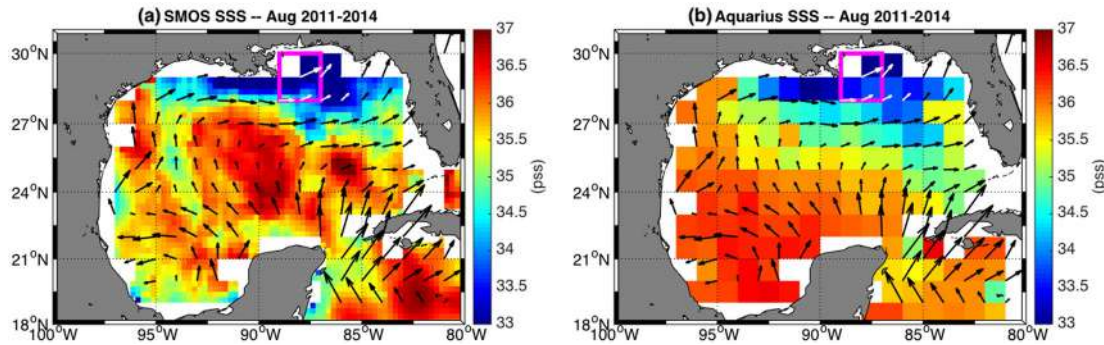 (a) SMOS SSS -- Aug 2011-2014
30°N
27°N
24°N
21°N
18°N
100°W 95°W 90°W 85°W 80°W
37
36.5
36
35.5
35
34.5
34
33.5
33
(pss)
(b) Aquarius SSS -- Aug 2011-2014
30°N
27°N
24°N
21°N
18°N
100°W 95°W 90°W 85°W 80°W
37
36.5
36
35.5
35
34.5
34
33.5
33
(pss)